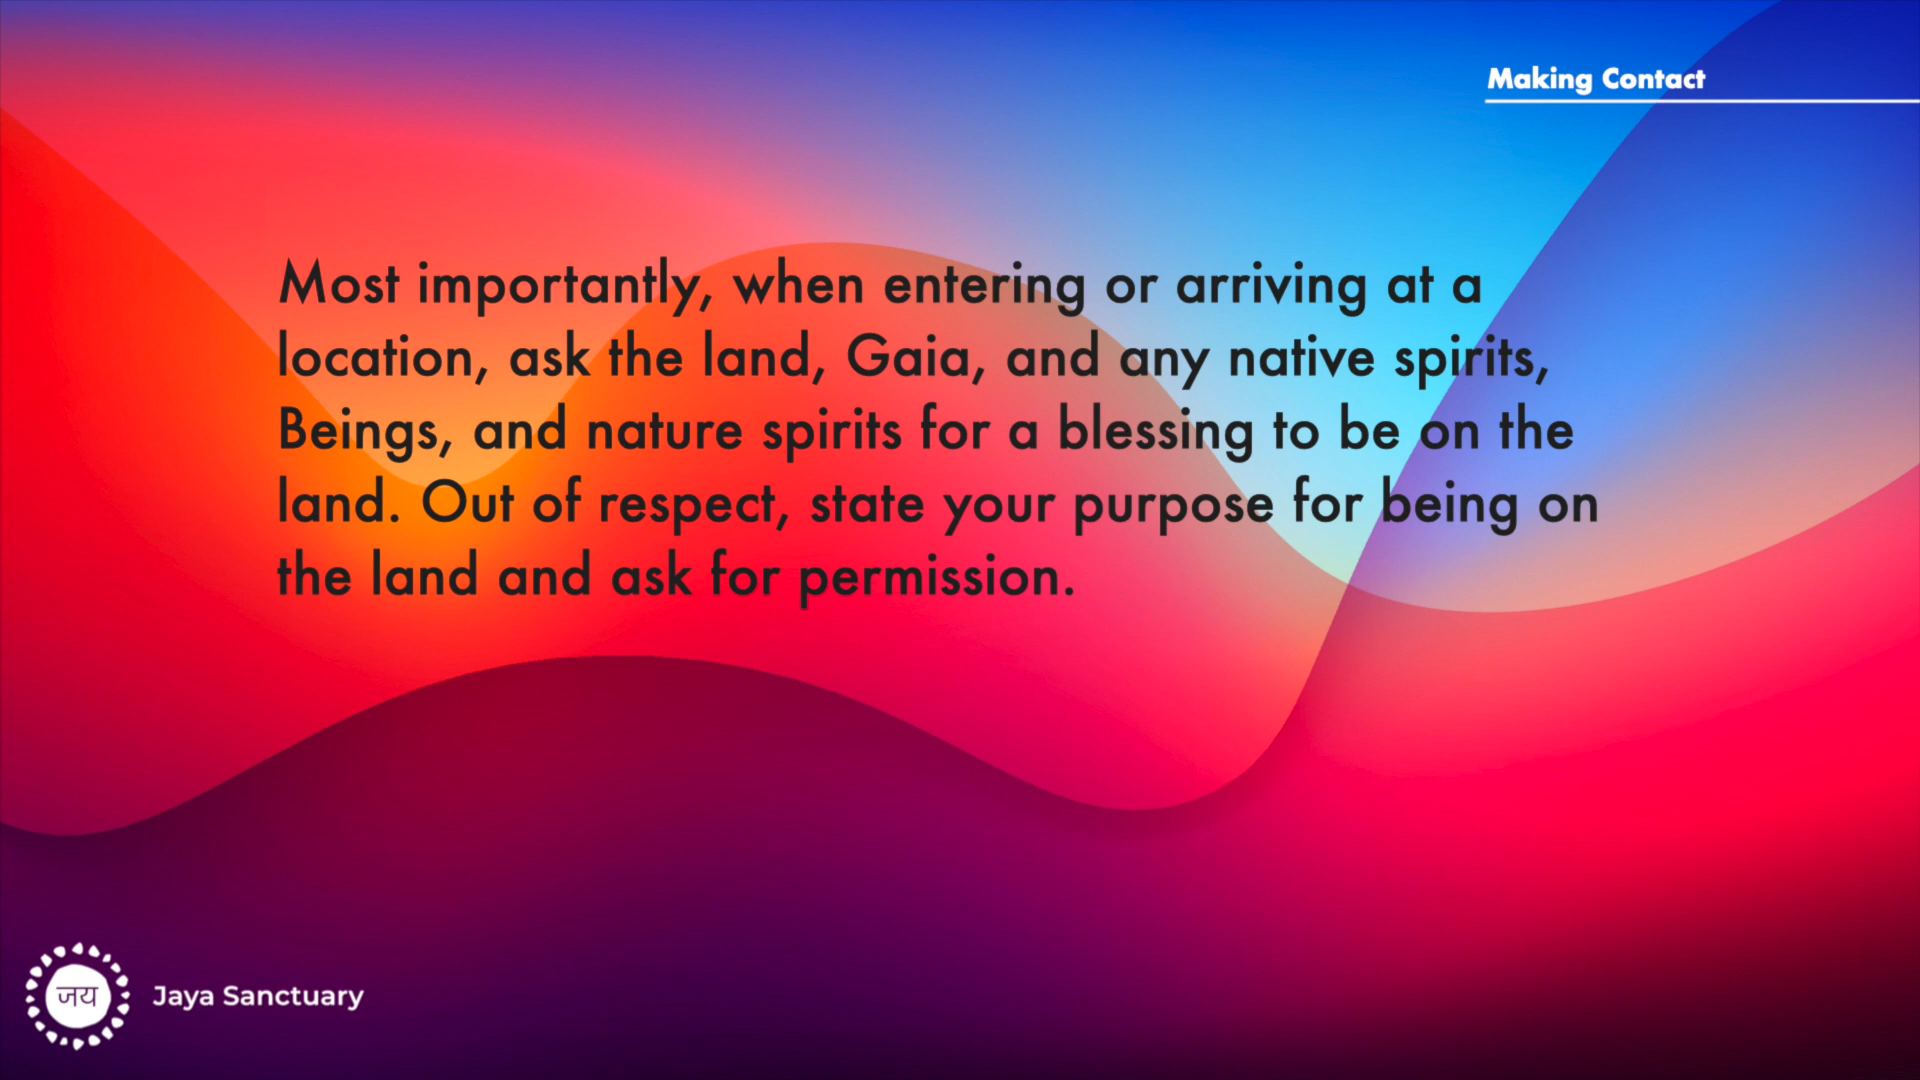 Making Contact
Most importantly, when entering or arriving at a
location, ask the land, Gaia, and any native spirits,
Beings, and nature spirits for a blessing to be on the
land. Out of respect, state your purpose for being on
the land and ask for permission.
जय
Jaya Sanctuary